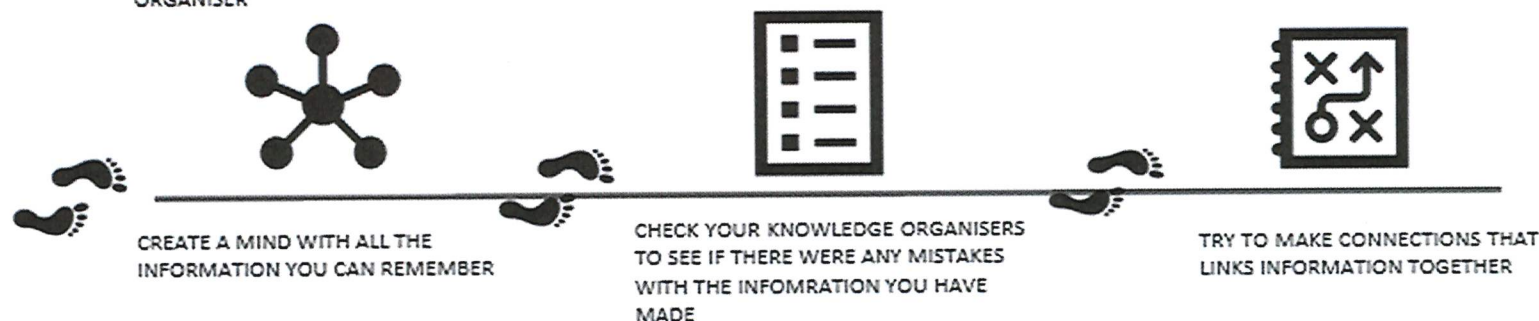 ORGANISER
CREATE A MIND WITH ALL THE
INFORMATION YOU CAN REMEMBER
CHECK YOUR KNOWLEDGE ORGANISERS
TO SEE IF THERE WERE ANY MISTAKES
WITH THE INFOMRATION YOU HAVE
MADE
TRY TO MAKE CONNECTIONS THAT
LINKS INFORMATION TOGETHER